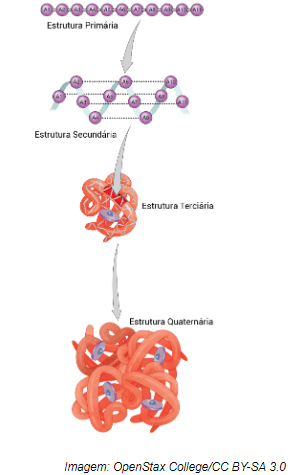 Estrutura Primária
Estrutura Secundária
Estrutura Terciária
Estrutura Quaternária
Imagem: OpenStax College/CC BY-SA 3.0